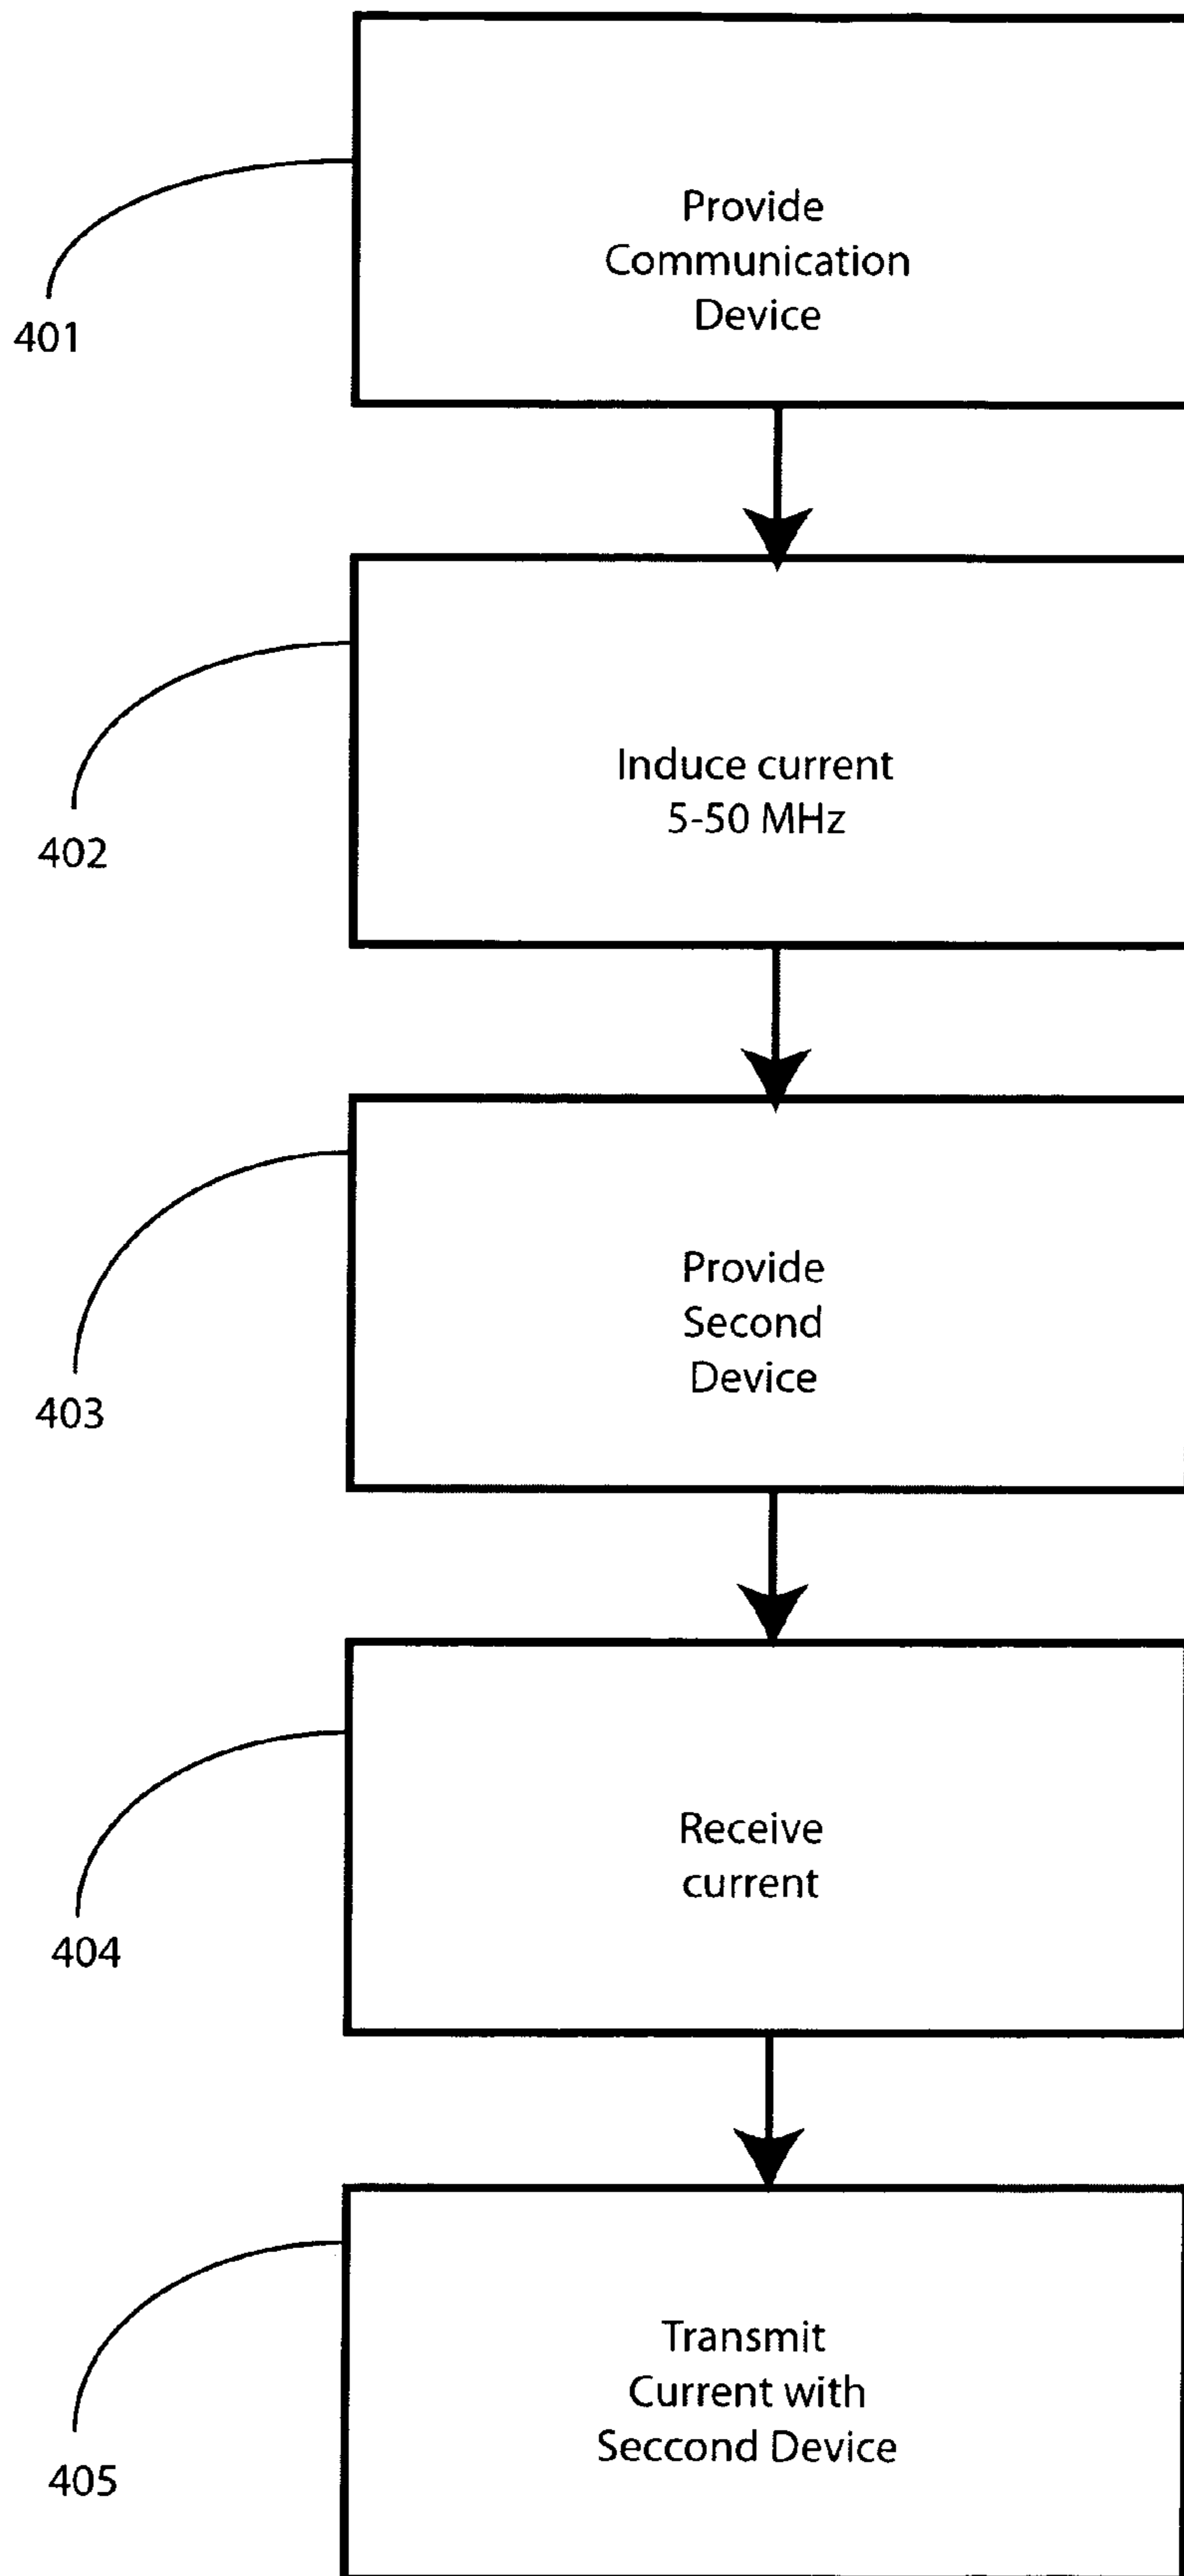 Provide
Communication
Device
401
Induce current
5-50 MHz
402
Provide
Second
Device
403
Receive
current
404
Transmit
Current with
Seccond Device
405